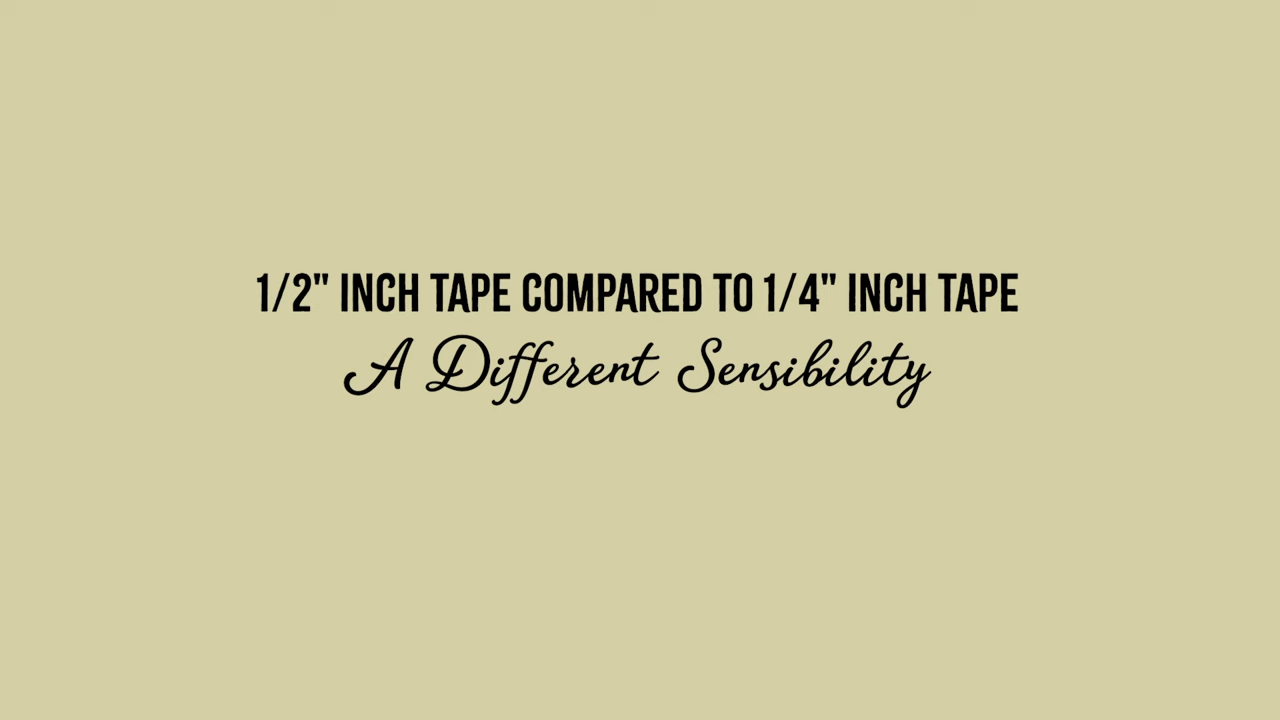 1/2" INCH TAPE COMPARED TO 1/4" INCH TAPE
A Different Sensibility